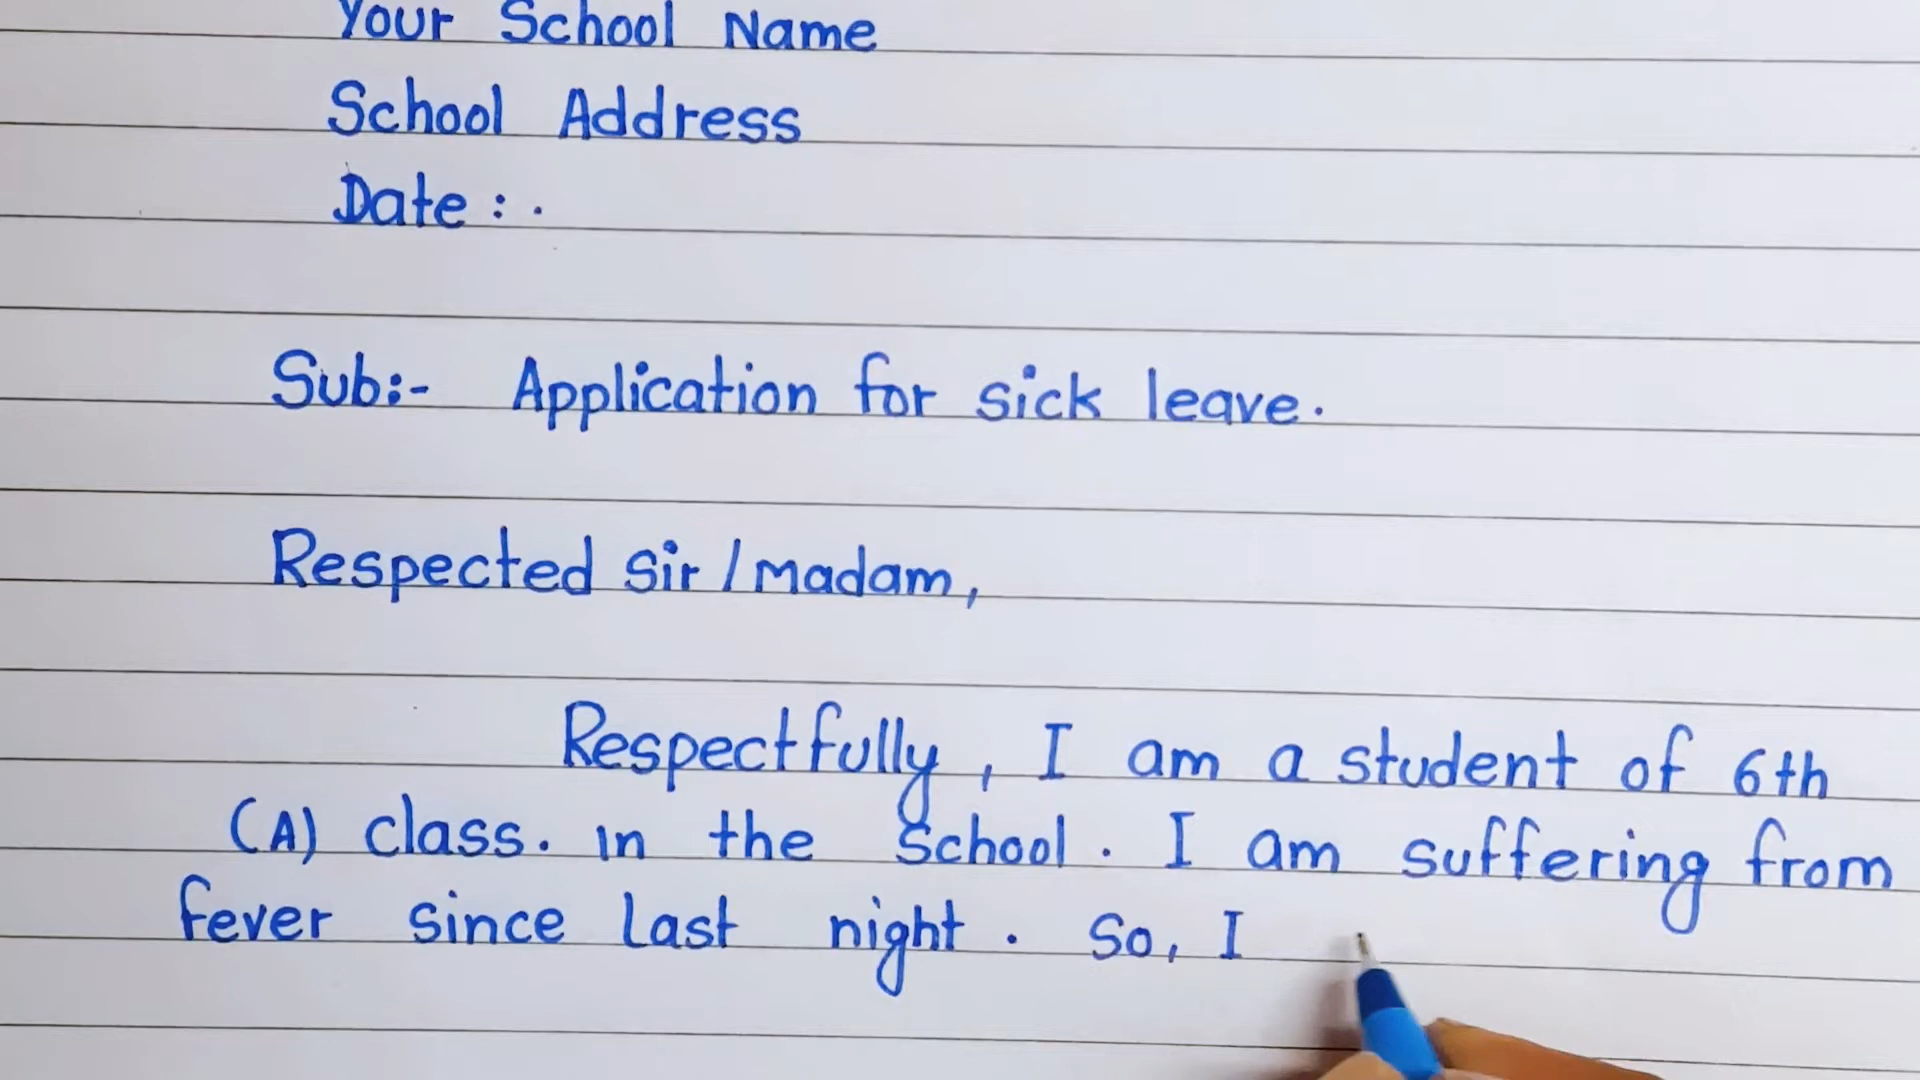 Your School Name
School Address
Date : .
Sub:- Application for sick leave.
Respected Sir / Madam,
Respectfully, I am a student of 6th
(A) class. in the School. I am suffering from
fever since last night. So, I